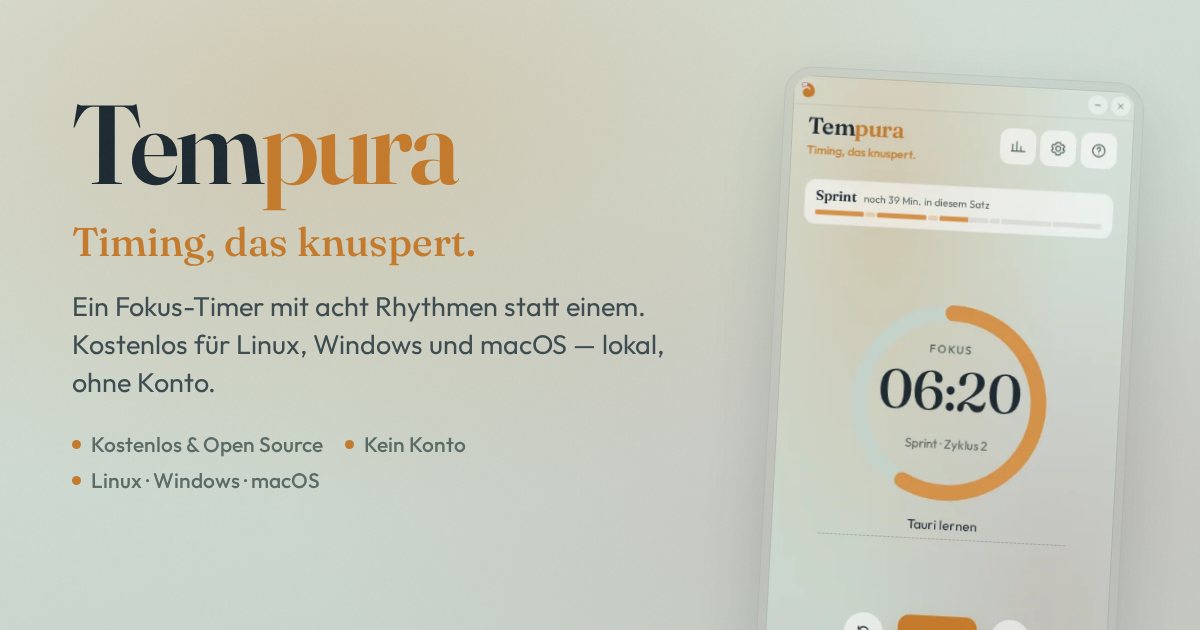 Tempura
Timing, das knuspert.
Ein Fokus-Timer mit acht Rhythmen statt einem.
Kostenlos für Linux, Windows und macOS — lokal,
ohne Konto.
Kostenlos & Open Source
Kein Konto
Linux · Windows · macOS
Tempura
Timing, das knuspert.
Sprint noch 39 Min. in diesem Satz
FOKUS
06:20
Sprint · Zyklus 2
Tauri lernen